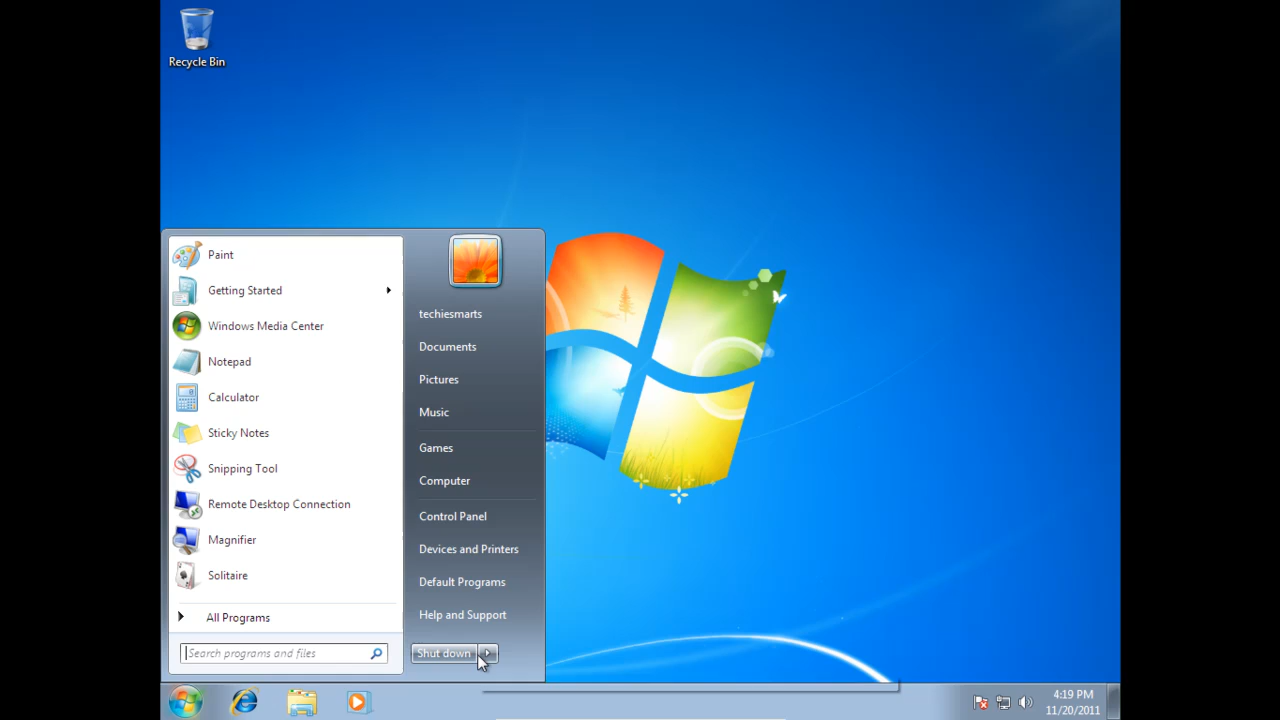 Recycle Bin
Paint
Getting Started
Windows Media Center
Notepad
Calculator
Sticky Notes
Snipping Tool
Remote Desktop Connection
Magnifier
Solitaire
All Programs
Search programs and files
techiesmarts
Documents
Pictures
Music
Games
Computer
Control Panel
Devices and Printers
Default Programs
Help and Support
Shut down
4:19 PM
11/20/2011